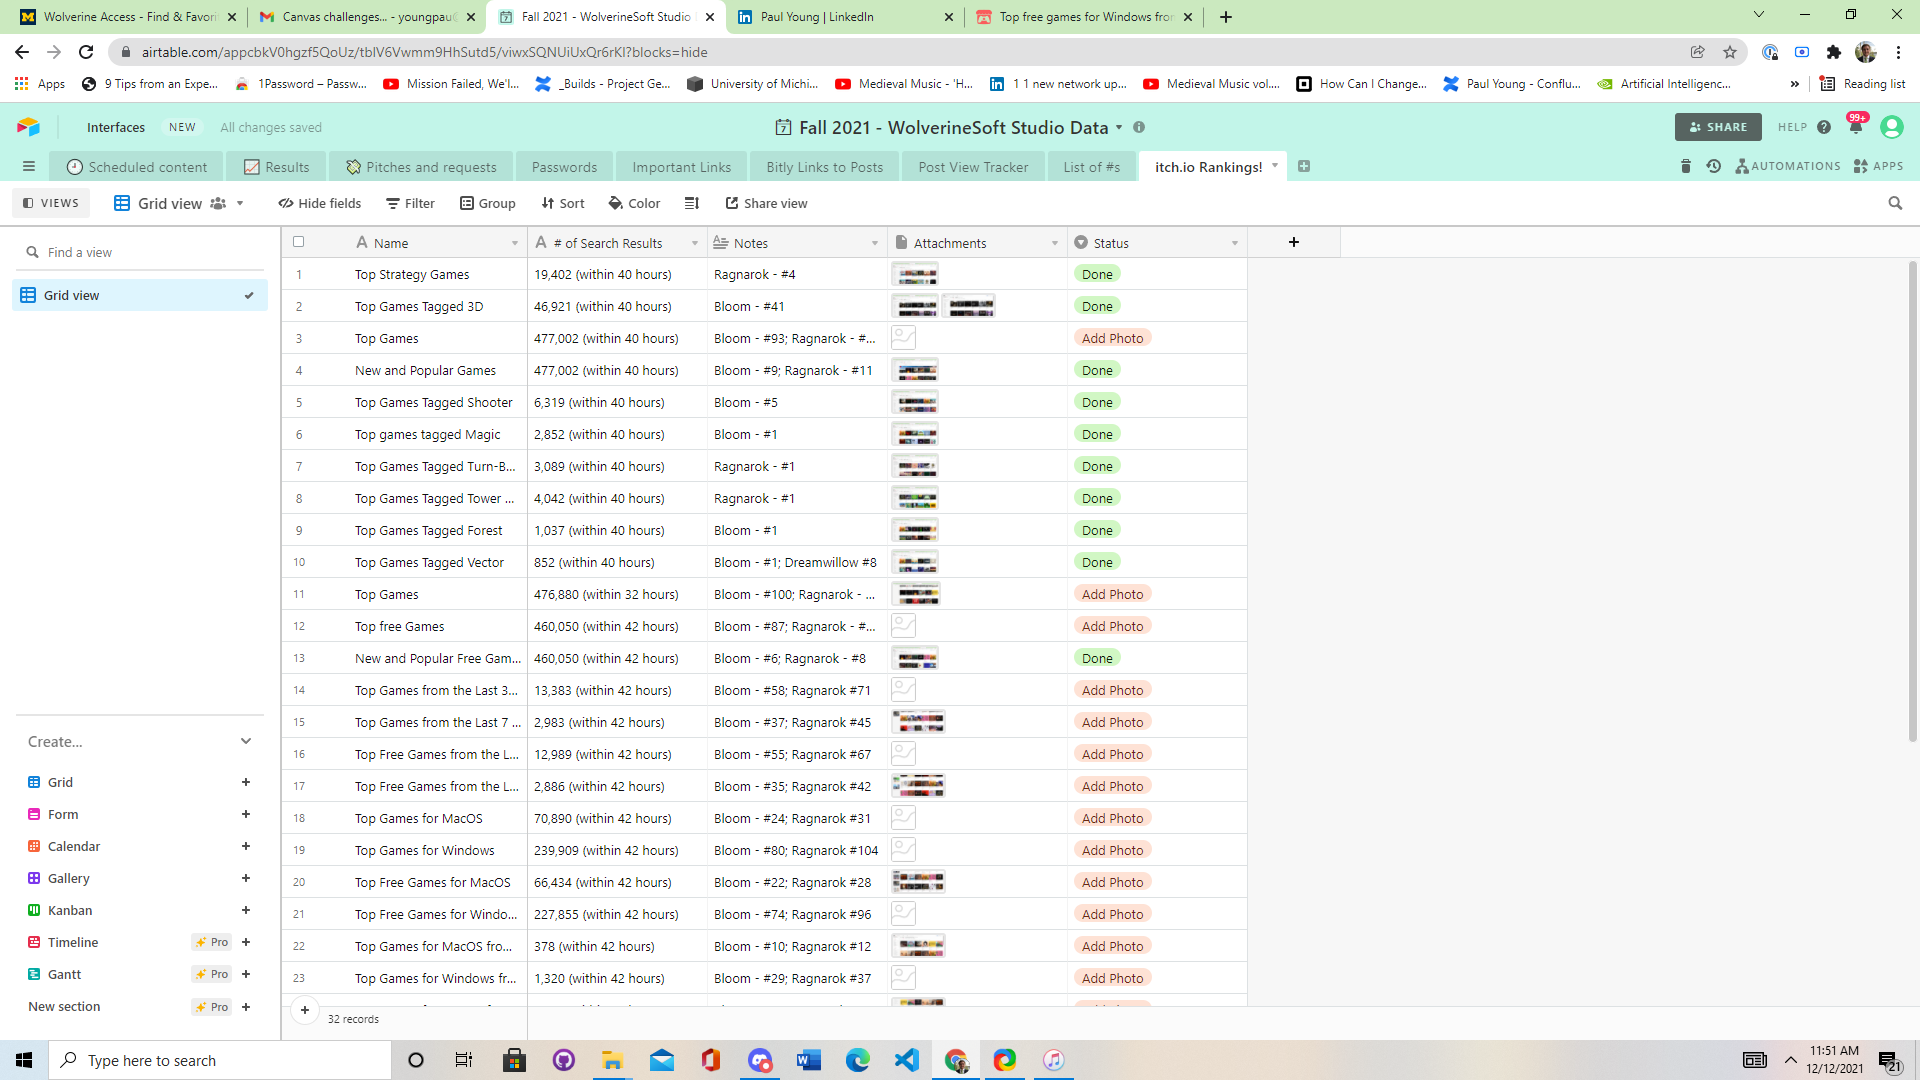 Wolverine Access - Find & Favori
Canvas challenges... - youngpau
Fall 2021 - WolverineSoft Studio
Paul Young | LinkedIn
Top free games for Windows from
airtable.com/appcbkV0hgzf5QoUz/tblV6Vwmm9HhSutd5/viwxSQNUiUxQr6rKI?blocks=hide
Apps
9 Tips from an Expe...
1Password – Passw...
Mission Failed, We'l...
_Builds - Project Ge...
University of Michi...
Medieval Music - 'H...
1 1 new network up...
Medieval Music vol....
How Can I Change...
Paul Young - Conflu...
Artificial Intelligenc...
»
Reading list
Interfaces NEW All changes saved
Fall 2021 - WolverineSoft Studio Data
SHARE
HELP
99+
Scheduled content
Results
Pitches and requests
Passwords
Important Links
Bitly Links to Posts
Post View Tracker
List of #s
itch.io Rankings!
AUTOMATIONS
APPS
VIEWS
Grid view
Hide fields
Filter
Group
Sort
Color
Share view
Find a view
Grid view
Name # of Search Results Notes Attachments Status
1 Top Strategy Games 19,402 (within 40 hours) Ragnarok - #4 Done
2 Top Games Tagged 3D 46,921 (within 40 hours) Bloom - #41 Done
3 Top Games 477,002 (within 40 hours) Bloom - #93; Ragnarok - #... Add Photo
4 New and Popular Games 477,002 (within 40 hours) Bloom - #9; Ragnarok - #11 Done
5 Top Games Tagged Shooter 6,319 (within 40 hours) Bloom - #5 Done
6 Top games tagged Magic 2,852 (within 40 hours) Bloom - #1 Done
7 Top Games Tagged Turn-B... 3,089 (within 40 hours) Ragnarok - #1 Done
8 Top Games Tagged Tower ... 4,042 (within 40 hours) Ragnarok - #1 Done
9 Top Games Tagged Forest 1,037 (within 40 hours) Bloom - #1 Done
10 Top Games Tagged Vector 852 (within 40 hours) Bloom - #1; Dreamwillow #8 Done
11 Top Games 476,880 (within 32 hours) Bloom - #100; Ragnarok - ... Add Photo
12 Top free Games 460,050 (within 42 hours) Bloom - #87; Ragnarok - #... Add Photo
13 New and Popular Free Gam... 460,050 (within 42 hours) Bloom - #6; Ragnarok - #8 Done
14 Top Games from the Last 3... 13,383 (within 42 hours) Bloom - #58; Ragnarok #71 Add Photo
15 Top Games from the Last 7 ... 2,983 (within 42 hours) Bloom - #37; Ragnarok #45 Add Photo
16 Top Free Games from the L... 12,989 (within 42 hours) Bloom - #55; Ragnarok #67 Add Photo
17 Top Free Games from the L... 2,886 (within 42 hours) Bloom - #35; Ragnarok #42 Add Photo
18 Top Games for MacOS 70,890 (within 42 hours) Bloom - #24; Ragnarok #31 Add Photo
19 Top Games for Windows 239,909 (within 42 hours) Bloom - #80; Ragnarok #104 Add Photo
20 Top Free Games for MacOS 66,434 (within 42 hours) Bloom - #22; Ragnarok #28 Add Photo
21 Top Free Games for Windo... 227,855 (within 42 hours) Bloom - #74; Ragnarok #96 Add Photo
22 Top Games for MacOS fro... 378 (within 42 hours) Bloom - #10; Ragnarok #12 Add Photo
23 Top Games for Windows fr... 1,320 (within 42 hours) Bloom - #29; Ragnarok #37 Add Photo
32 records
Create...
Grid
Form
Calendar
Gallery
Kanban
Timeline Pro
Gantt Pro
New section Pro
Type here to search
11:51 AM
12/12/2021
21